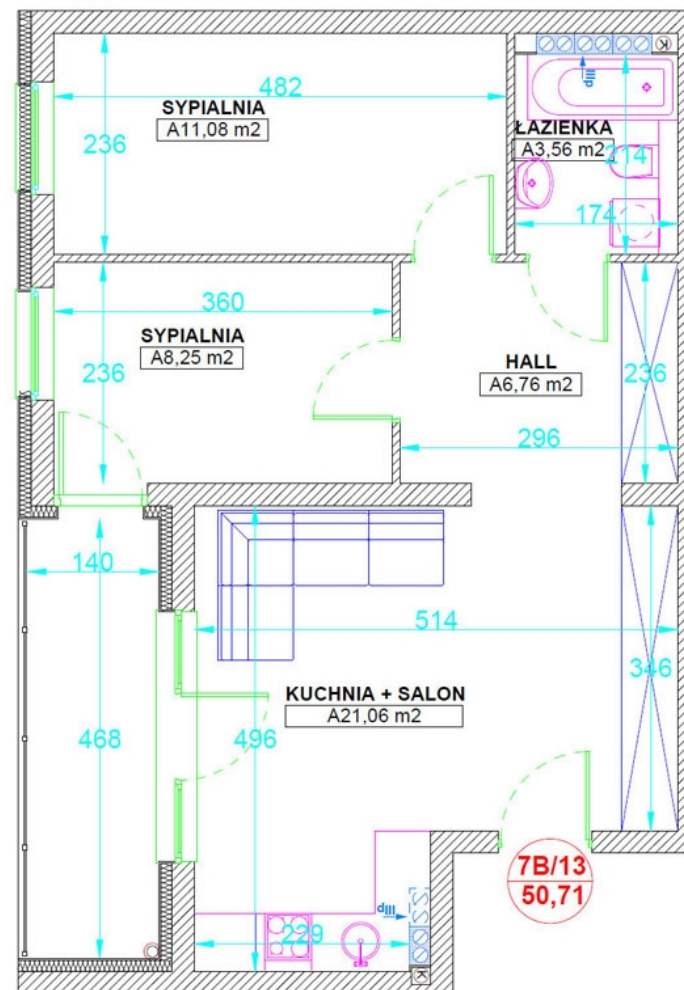 482
SYPIALNIA
A11,08 m2
236
IIIp
K
ŁAZIENKA
A3,56 m2
214
174
360
SYPIALNIA
A8,25 m2
236
HALL
A6,76 m2
236
296
140
514
KUCHNIA + SALON
A21,06 m2
346
468
496
7B/13
50,71
IIIp
229
K